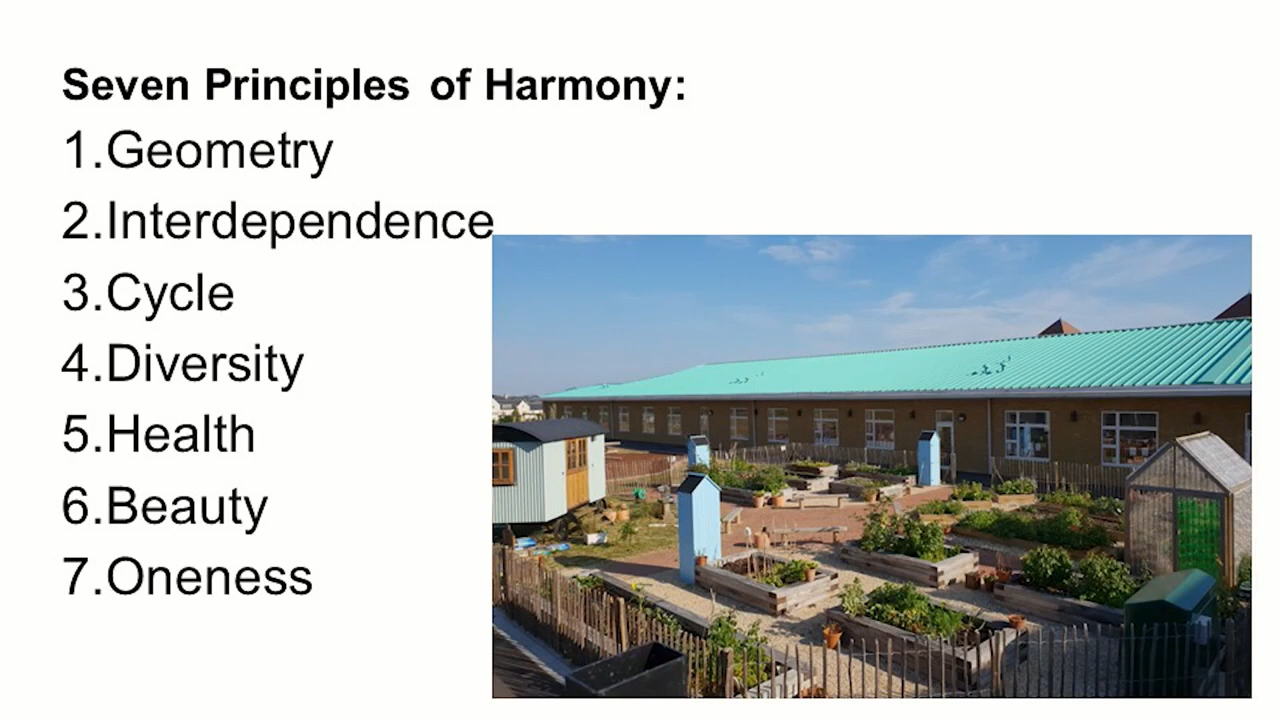 Seven Principles of Harmony:
1.Geometry
2.Interdependence
3.Cycle
4.Diversity
5.Health
6.Beauty
7.Oneness